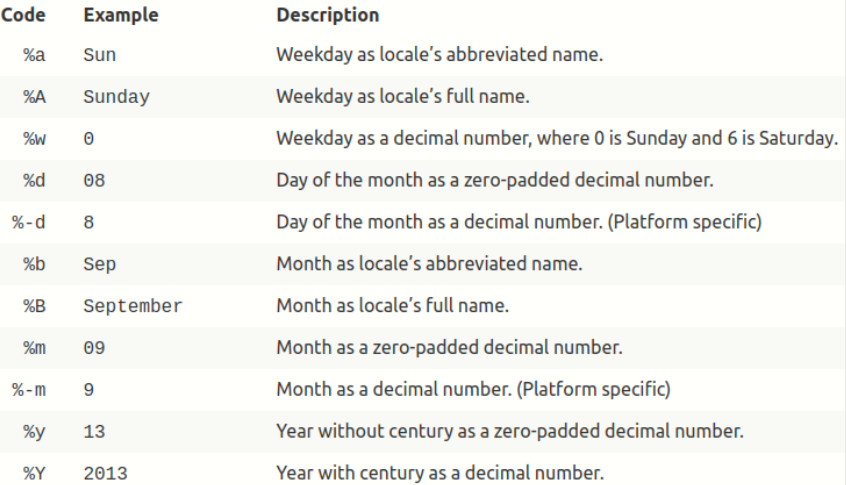 Code Example Description
%a Sun Weekday as locale’s abbreviated name.
%A Sunday Weekday as locale’s full name.
%w 0 Weekday as a decimal number, where 0 is Sunday and 6 is Saturday.
%d 08 Day of the month as a zero-padded decimal number.
%-d 8 Day of the month as a decimal number. (Platform specific)
%b Sep Month as locale’s abbreviated name.
%B September Month as locale’s full name.
%m 09 Month as a zero-padded decimal number.
%-m 9 Month as a decimal number. (Platform specific)
%y 13 Year without century as a zero-padded decimal number.
%Y 2013 Year with century as a decimal number.